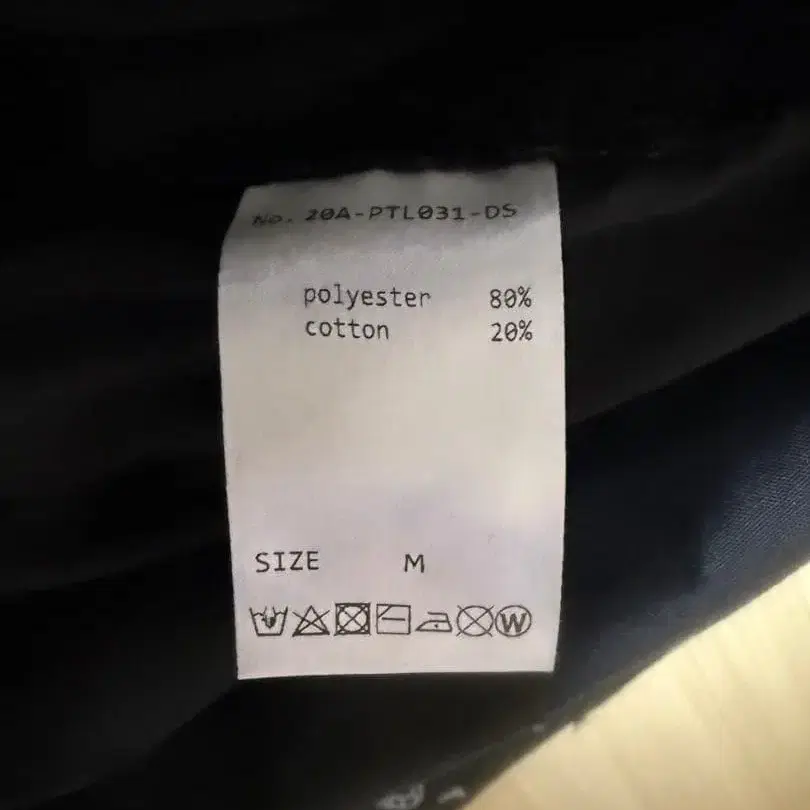 No. 20A-PTL031-DS
polyester 80%
cotton 20%
SIZE M
W